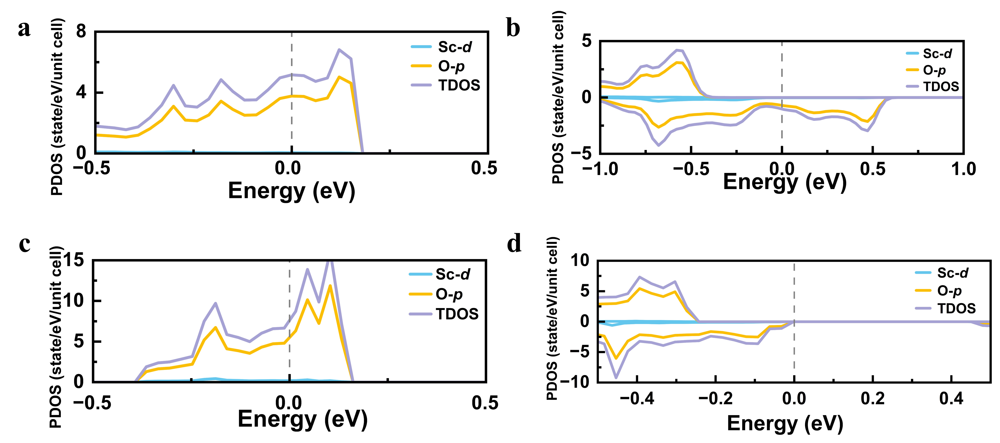 a
PDOS (state/eV/unit cell)
8
4
0
−0.5
0.0
0.5
Energy (eV)
Sc-d
O-p
TDOS
b
PDOS (state/eV/unit cell)
5
0
−5
−1.0
−0.5
0.0
0.5
1.0
Energy (eV)
Sc-d
O-p
TDOS
c
PDOS (state/eV/unit cell)
15
10
5
0
−0.5
0.0
0.5
Energy (eV)
Sc-d
O-p
TDOS
d
PDOS (state/eV/unit cell)
10
5
0
−5
−10
−0.4
−0.2
0.0
0.2
0.4
Energy (eV)
Sc-d
O-p
TDOS